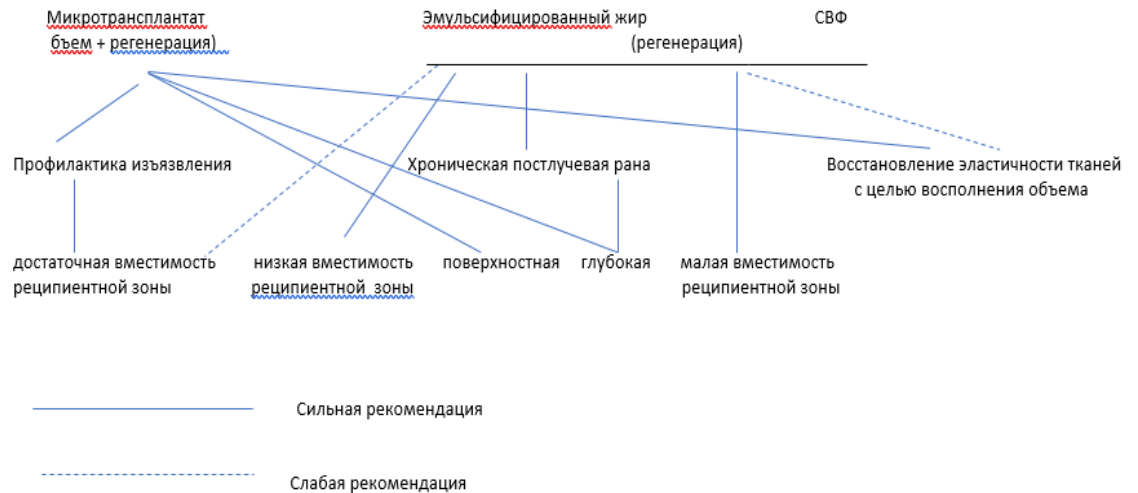 Микротрансплантат
бъем + регенерация)
Эмульсифицированный жир
СВФ
(регенерация)
Профилактика изъязвления
Хроническая постлучевая рана
Восстановление эластичности тканей
с целью восполнения объема
достаточная вместимость
реципиентной зоны
низкая вместимость
реципиентной зоны
поверхностная
глубокая
малая вместимость
реципиентной зоны
Сильная рекомендация
Слабая рекомендация